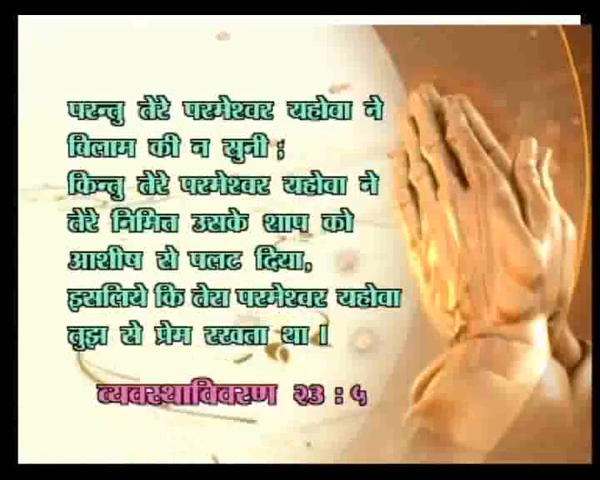 परन्तु तेरे परमेश्वर यहोवा ने
बिलाम की न सुनी ;
किन्तु तेरे परमेश्वर यहोवा ने
तेरे निमित्त उसके शाप को
आशीष से पलट दिया,
इसलिये कि तेरा परमेश्वर यहोवा
तुझ से प्रेम रखता था ।
व्यवस्थाविवरण २३ : ५